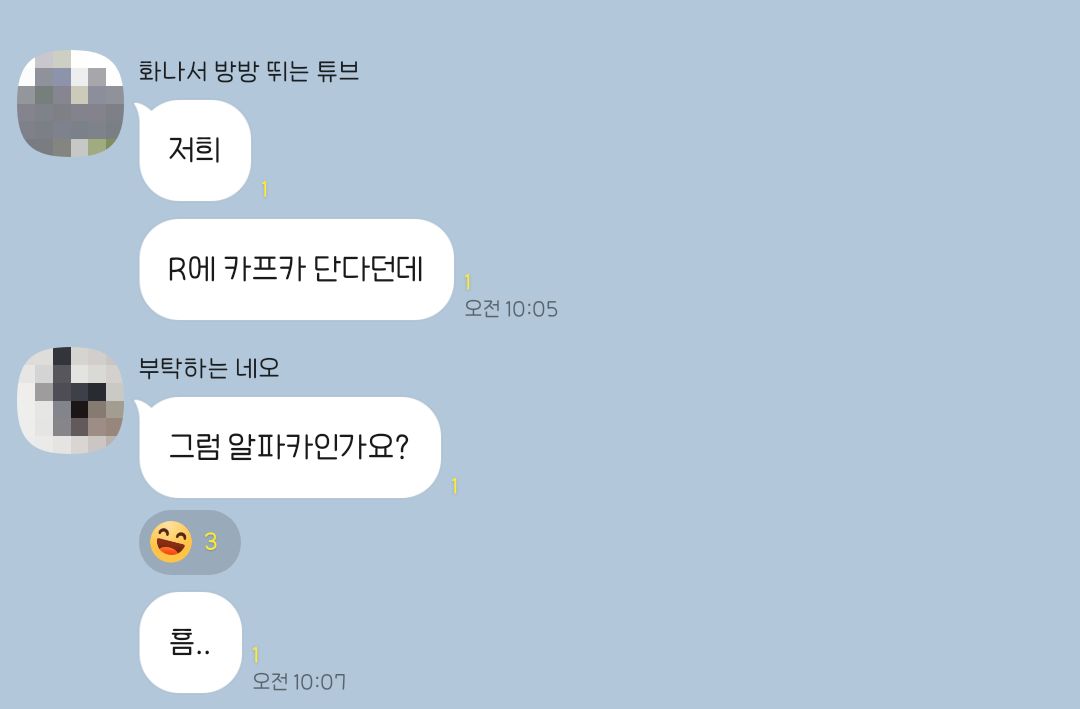 화나서 방방 뛰는 튜브
저희
1
R에 카프카 단다던데
1
오전 10:05
부탁하는 네오
그럼 알파카인가요?
1
3
흠..
1
오전 10:07